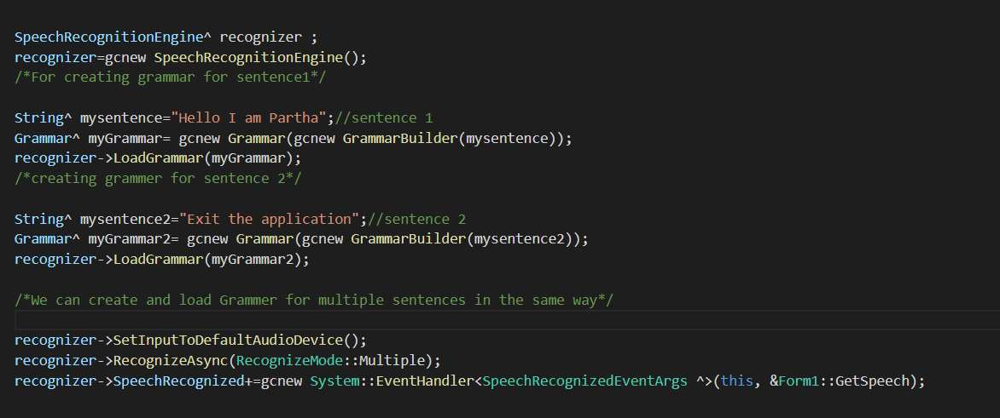 SpeechRecognitionEngine^ recognizer ;
recognizer=gcnew SpeechRecognitionEngine();
/*For creating grammar for sentence1*/
String^ mysentence="Hello I am Partha";//sentence 1
Grammar^ myGrammar= gcnew Grammar(gcnew GrammarBuilder(mysentence));
recognizer->LoadGrammar(myGrammar);
/*creating grammer for sentence 2*/
String^ mysentence2="Exit the application";//sentence 2
Grammar^ myGrammar2= gcnew Grammar(gcnew GrammarBuilder(mysentence2));
recognizer->LoadGrammar(myGrammar2);
/*We can create and load Grammer for multiple sentences in the same way*/
recognizer->SetInputToDefaultAudioDevice();
recognizer->RecognizeAsync(RecognizeMode::Multiple);
recognizer->SpeechRecognized+=gcnew System::EventHandler<SpeechRecognizedEventArgs ^>(this, &Form1::GetSpeech);